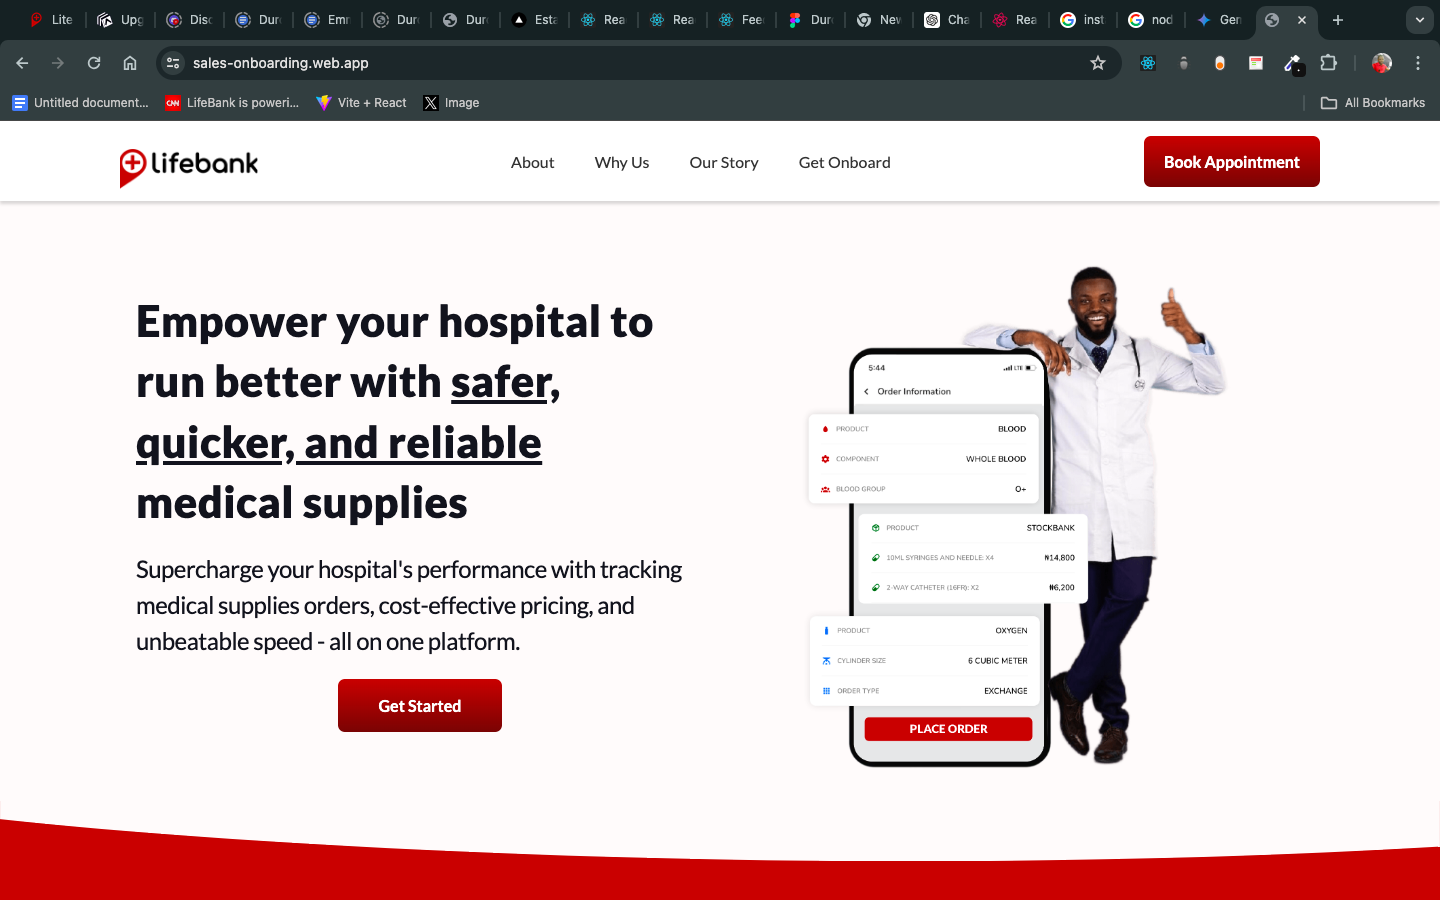 Lite
Upg
Disc
Dur
Emr
Dur
Dur
Esta
Rea
Rea
Fee
Dur
New
Cha
Rea
inst
nod
Gen
sales-onboarding.web.app
Untitled document...
CNN
LifeBank is poweri...
Vite + React
Image
All Bookmarks
lifebank
About
Why Us
Our Story
Get Onboard
Book Appointment
Empower your hospital to
run better with safer,
quicker, and reliable
medical supplies
Supercharge your hospital's performance with tracking
medical supplies orders, cost-effective pricing, and
unbeatable speed - all on one platform.
Get Started
5:44 LTE
Order Information
PRODUCT BLOOD
COMPONENT WHOLE BLOOD
BLOOD GROUP O+
PRODUCT STOCKBANK
10ML SYRINGES AND NEEDLE: X4 ₦14,800
2-WAY CATHETER (16FR): X2 ₦6,200
PRODUCT OXYGEN
CYLINDER SIZE 6 CUBIC METER
ORDER TYPE EXCHANGE
PLACE ORDER